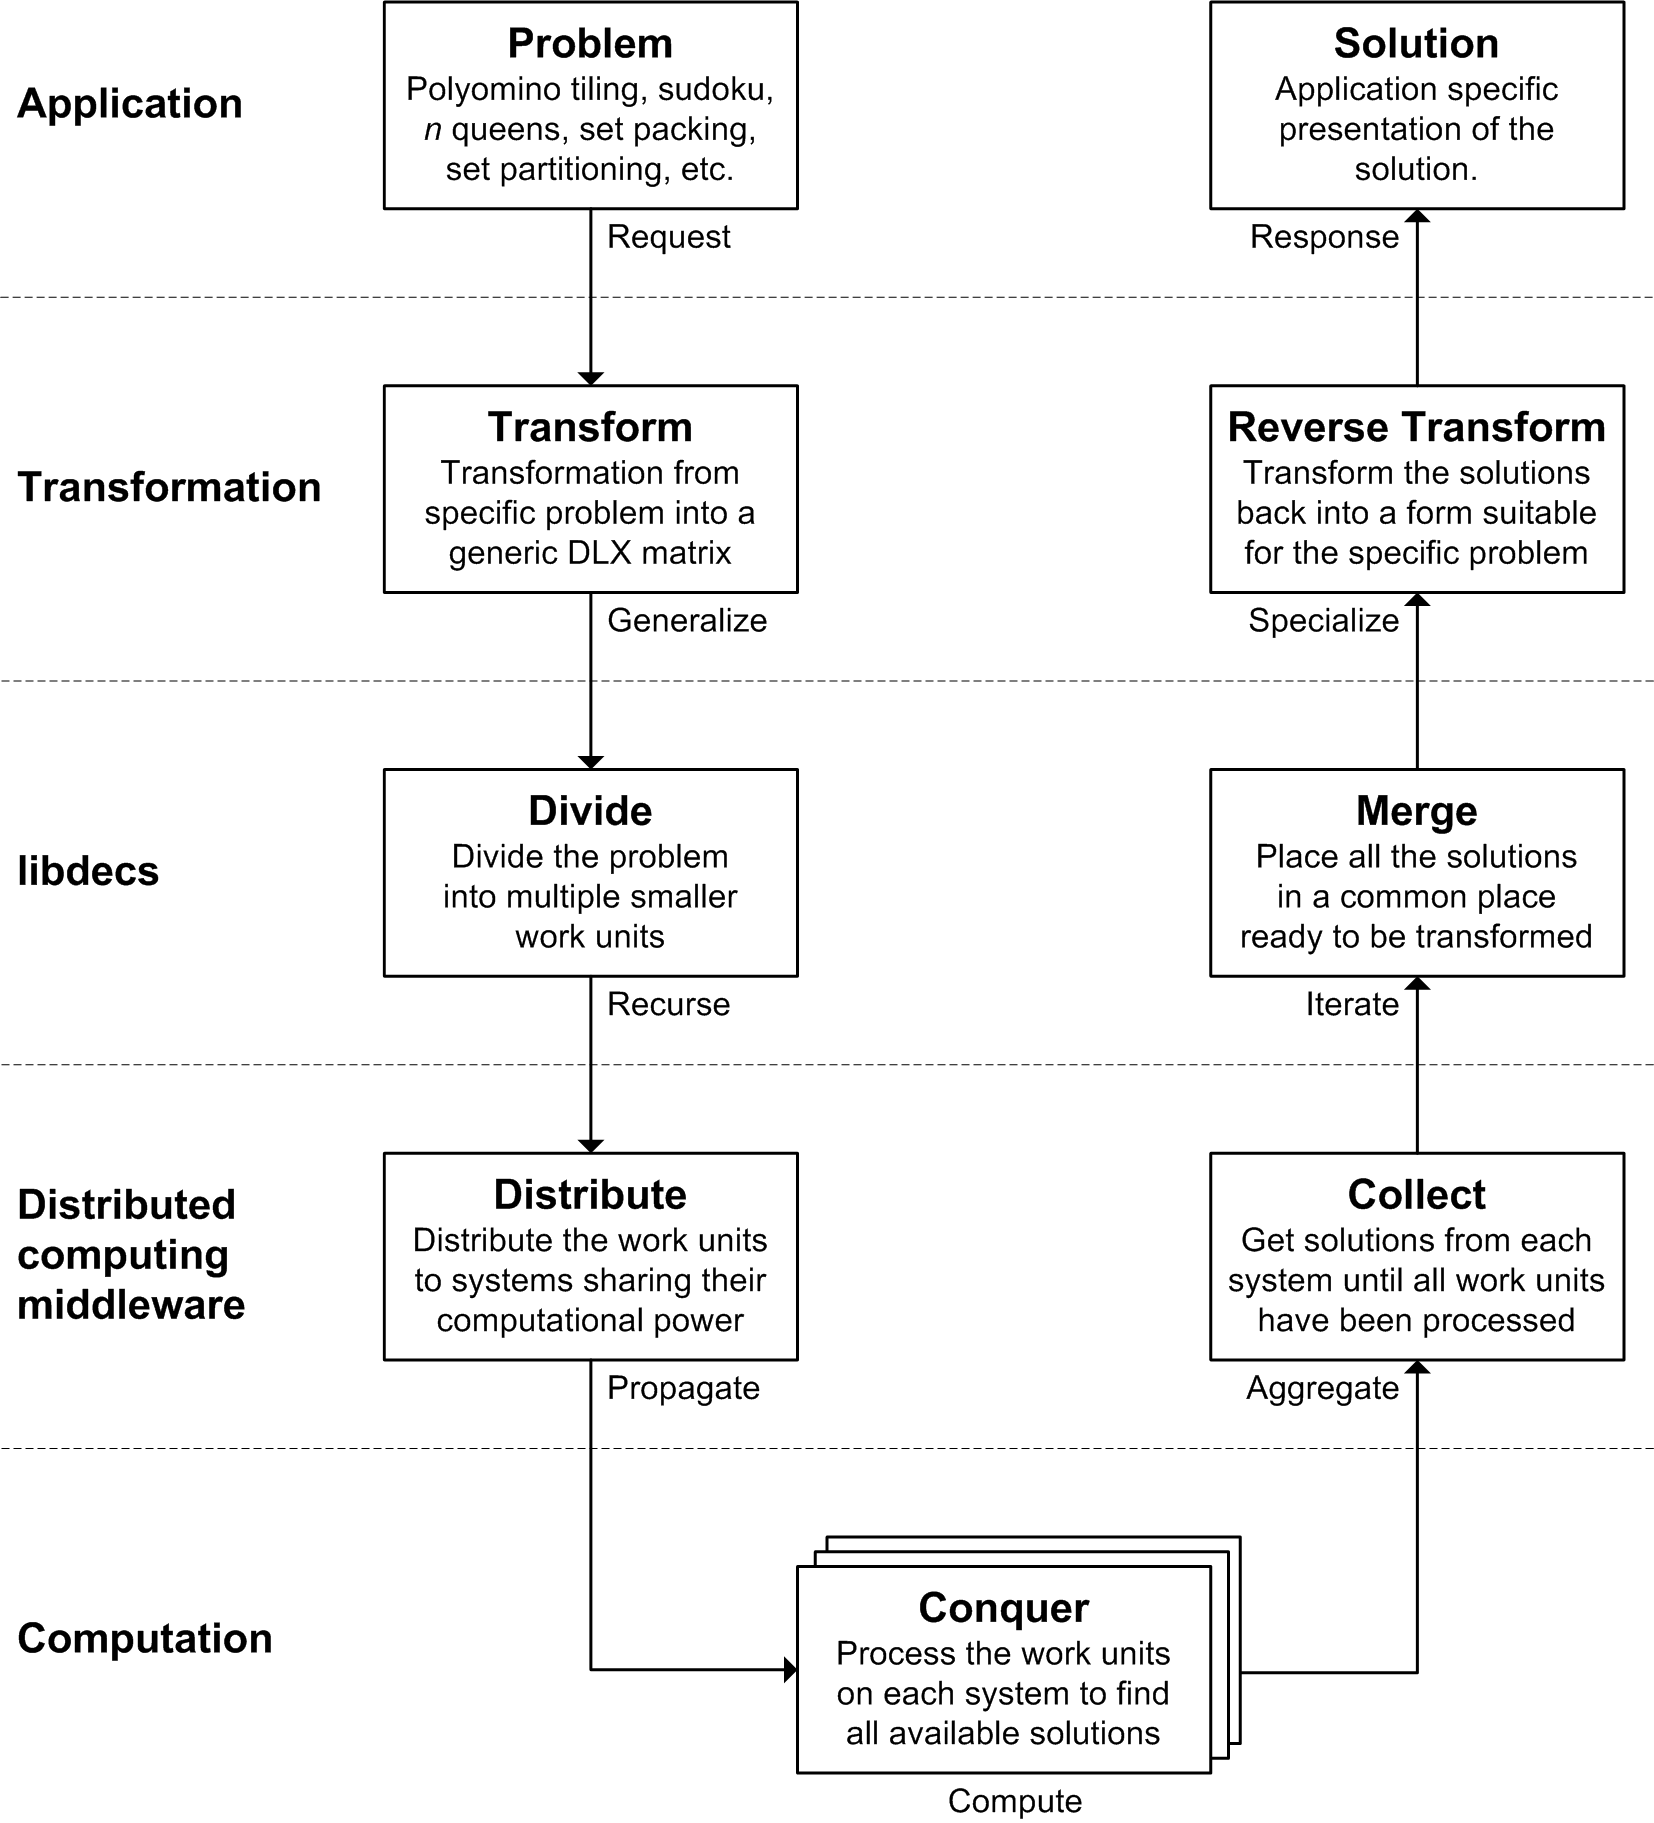 Application
Problem
Polyomino tiling, sudoku,
n queens, set packing,
set partitioning, etc.
Request
Solution
Application specific
presentation of the
solution.
Response
Transformation
Transform
Transformation from
specific problem into a
generic DLX matrix
Generalize
Reverse Transform
Transform the solutions
back into a form suitable
for the specific problem
Specialize
libdecs
Divide
Divide the problem
into multiple smaller
work units
Recurse
Merge
Place all the solutions
in a common place
ready to be transformed
Iterate
Distributed
computing
middleware
Distribute
Distribute the work units
to systems sharing their
computational power
Propagate
Collect
Get solutions from each
system until all work units
have been processed
Aggregate
Computation
Conquer
Process the work units
on each system to find
all available solutions
Compute